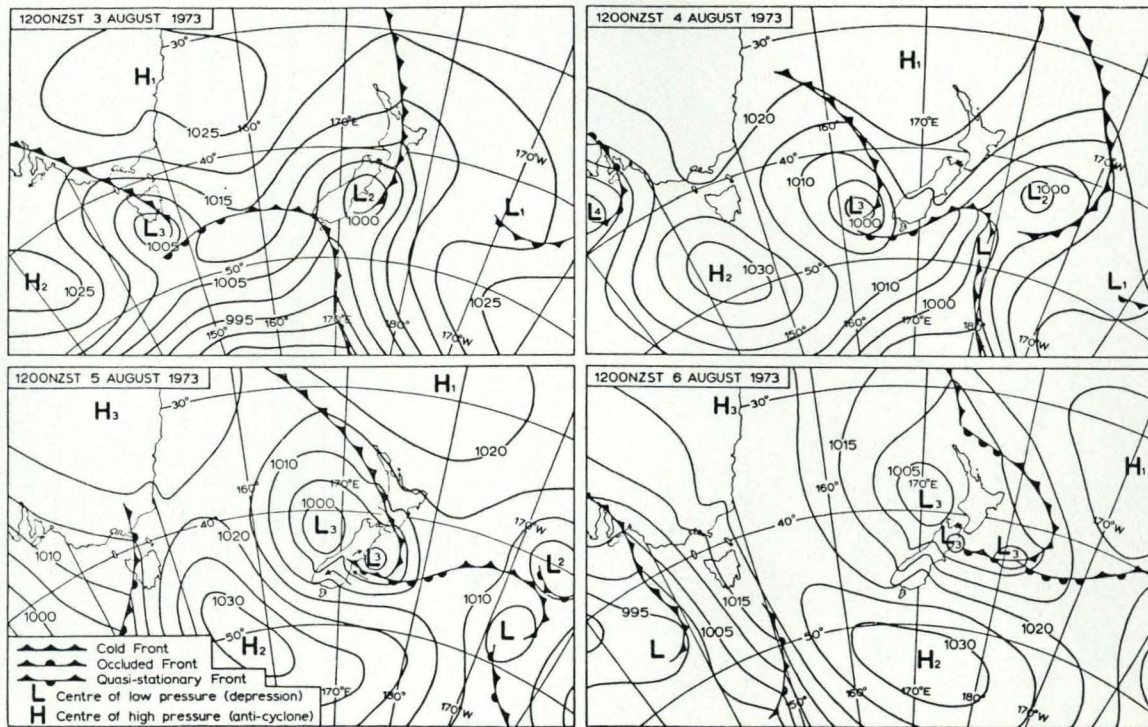 1200NZST 3 AUGUST 1973
30°
H1
1025
160°
170°E
40°
170°W
1015
L2
1000
L1
L3
1005
H2
1025
50°
1005
995
150°
160°
170°E
180°
170°W
1025
1200NZST 4 AUGUST 1973
30°
H1
1020
160°
170°E
40°
170°W
1010
L3
1000
L2
1000
L4
L
H2
1030
50°
1010
1000
L1
150°
160°
170°E
180°
170°W
1200NZST 5 AUGUST 1973
H1
H3
30°
1020
1010
160°
1000
170°E
L3
40°
1020
L3
170°W
L2
1010
1000
1030
1010
L
50°
H2
170°E
180°
Cold Front
Occluded Front
Quasi-stationary Front
L Centre of low pressure (depression)
H Centre of high pressure (anti-cyclone)
1200NZST 6 AUGUST 1973
H3
30°
1015
1005
H1
160°
170°E
L3
40°
L3
L3
170°W
995
1015
1005
L
50°
1020
1030
H2
150°
160°
170°E
180°
170°W